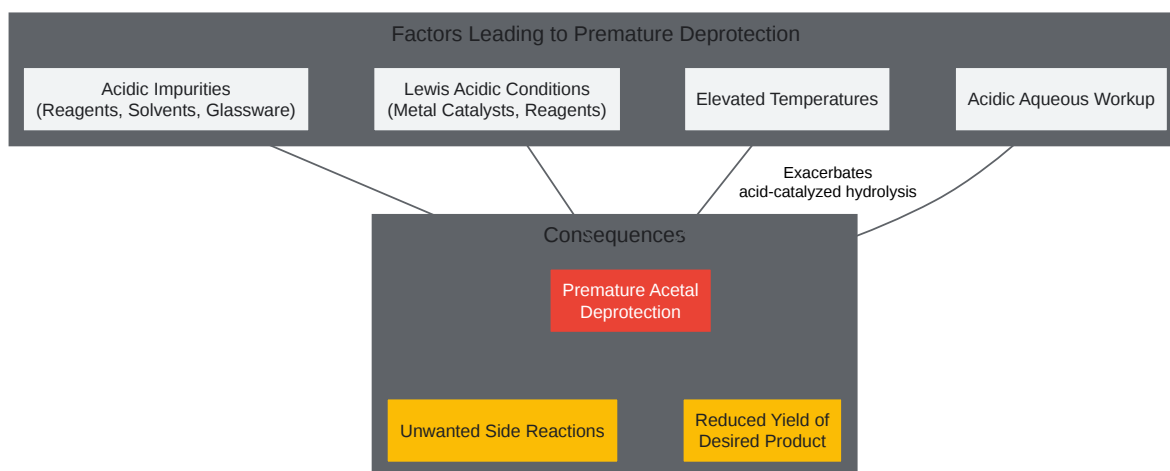 Factors Leading to Premature Deprotection
Acidic Impurities
(Reagents, Solvents, Glassware)
Lewis Acidic Conditions
(Metal Catalysts, Reagents)
Elevated Temperatures
Acidic Aqueous Workup
Exacerbates
acid-catalyzed hydrolysis
Consequences
Premature Acetal
Deprotection
Unwanted Side Reactions
Reduced Yield of
Desired Product